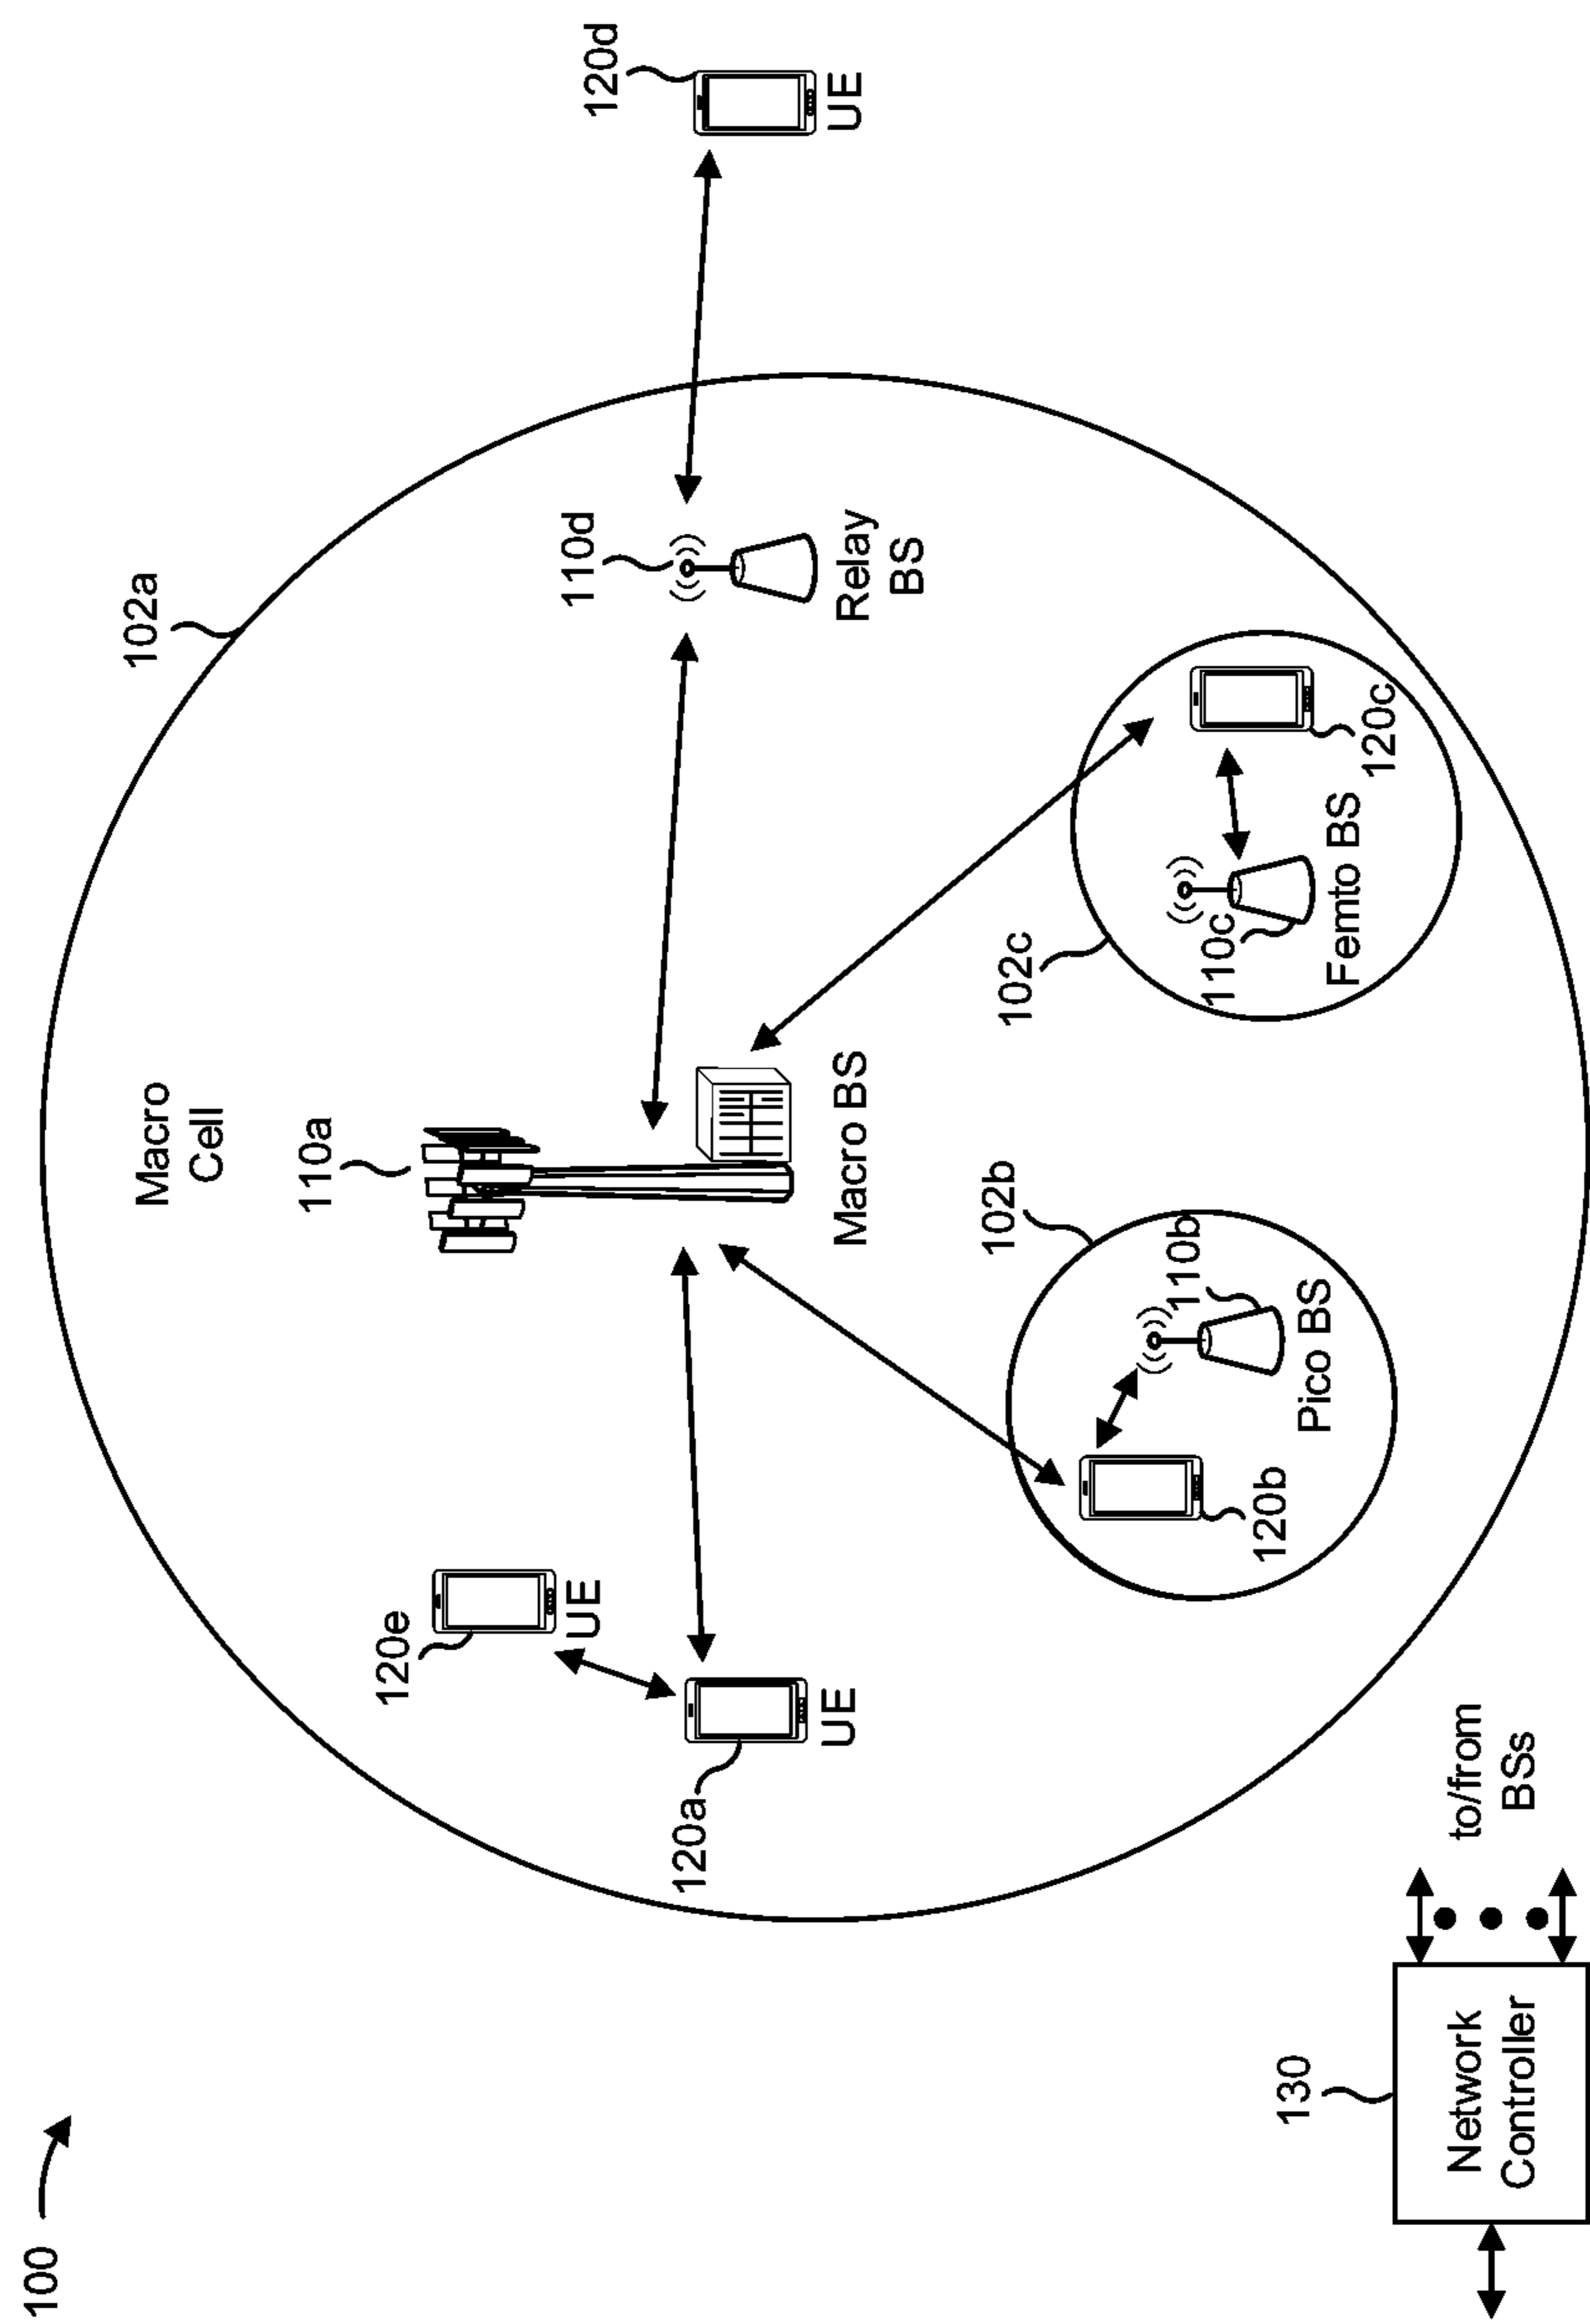 100
102a
Macro
Cell
110a
Macro BS
110d
Relay
BS
120d
UE
120e
UE
120a
UE
102b
110b
Pico BS
120b
102c
110c
Femto BS
120c
130
Network
Controller
to/from
BSs